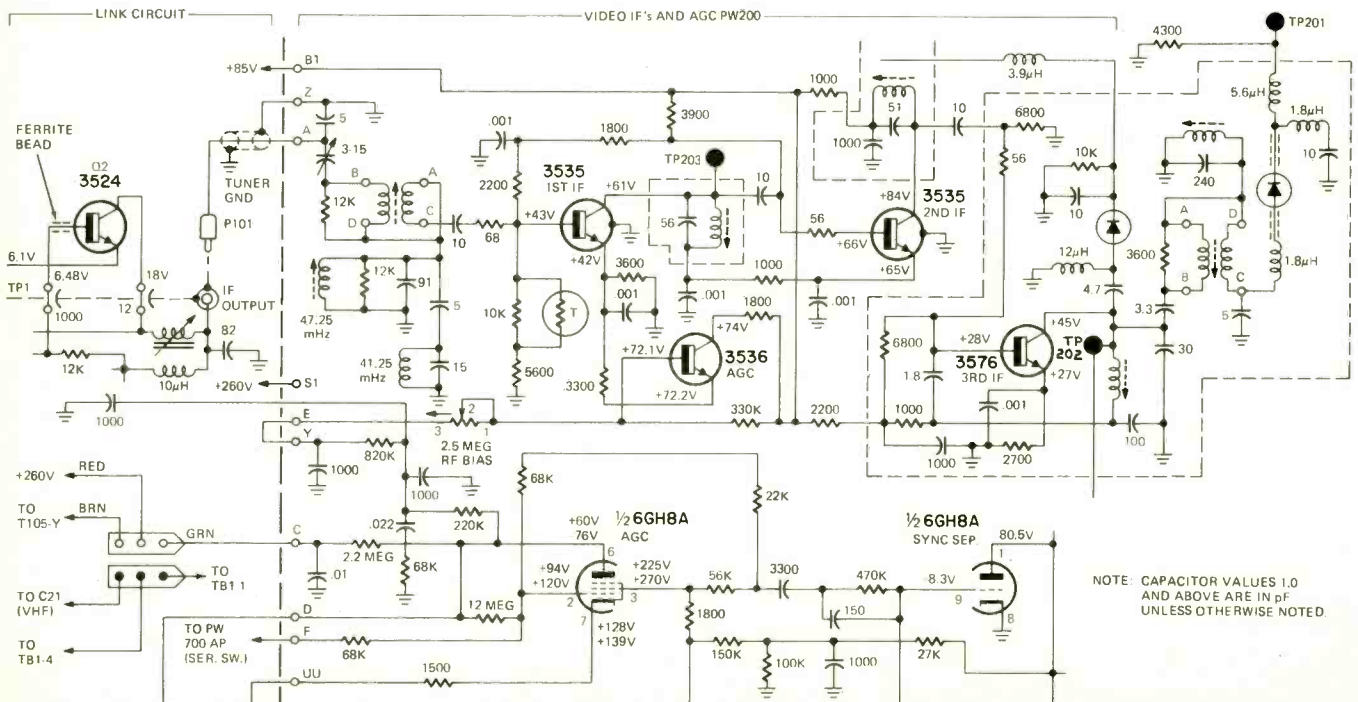 LINK CIRCUIT
VIDEO IF's AND AGC PW200
TP201
4300
+85V
B1
1000
3.9μH
5.6μH
Z
5
51
10
6800
1.8μH
FERRITE
BEAD
A
.001
1800
3900
1000
56
10K
10
Q2
3524
3-15
TP203
240
TUNER
GND
B
A
2200
3535
1ST IF
+61V
10
+84V
3535
2ND IF
10
12K
D
C
+43V
56
56
+66V
A
D
P101
10
68
+42V
+65V
12μH
3600
1.8μH
6.1V
6.48V
18V
3600
1000
B
C
TP1
IF
OUTPUT
12K
91
.001
.001
1800
.001
4.7
3.3
5
1000
12
5
10K
T
+74V
+45V
47.25
mHz
+72.1V
3536
AGC
6800
+28V
3576
3RD IF
TP
202
30
82
41.25
mHz
15
5600
.3300
+72.2V
1.8
+27V
12K
10μH
+260V
S1
.001
1000
E
3
2
1
330K
2200
1000
100
Y
820K
2.5 MEG
RF BIAS
1000
2700
1000
1000
68K
22K
+260V
RED
TO
T105-Y
BRN
.022
220K
+60V
76V
½ 6GH8A
AGC
½ 6GH8A
SYNC SEP.
80.5V
GRN
C
2.2 MEG
6
+225V
+270V
3300
1
.01
68K
+94V
+120V
56K
470K
-8.3V
NOTE: CAPACITOR VALUES 1.0
AND ABOVE ARE IN pF
UNLESS OTHERWISE NOTED.
TO
TB1 1
2
3
9
TO C21
(VHF)
12 MEG
7
1800
150
8
D
TO PW
700 AP
(SER. SW.)
F
+128V
+139V
TO
TB1-4
68K
150K
100K
1000
27K
UU
1500